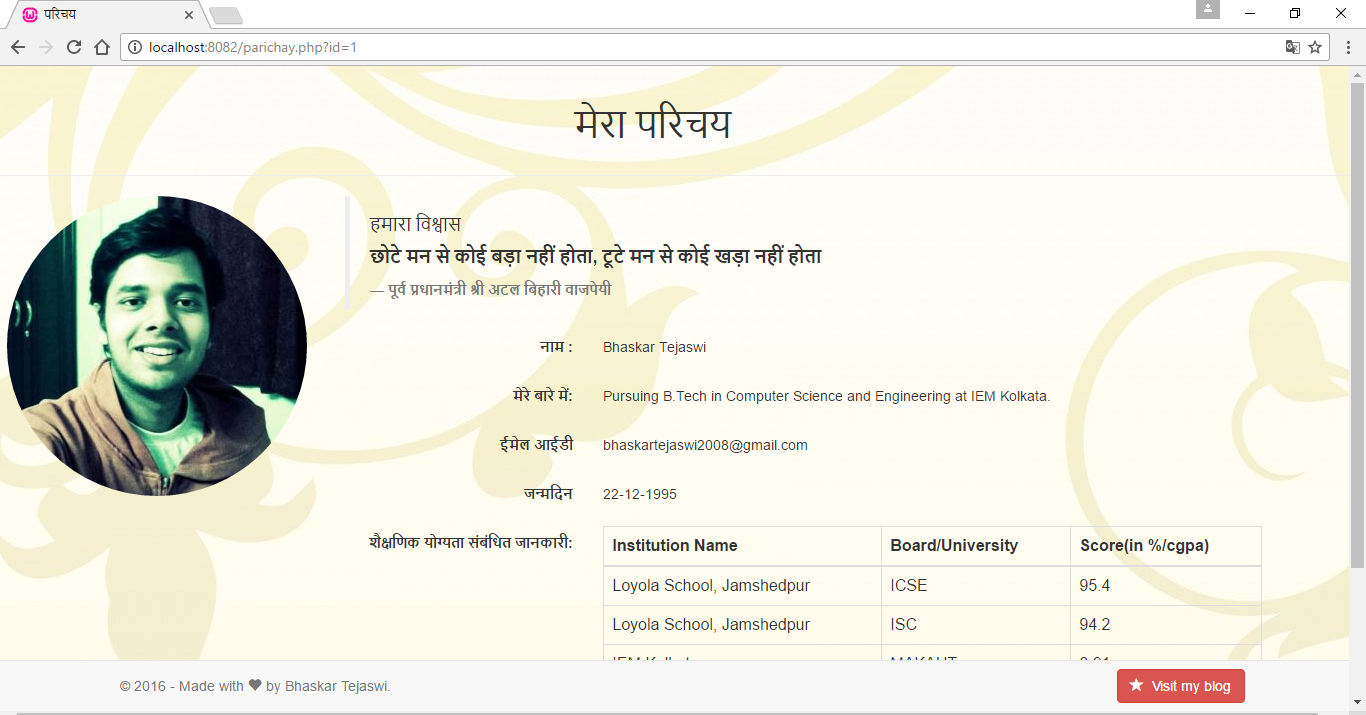 परिचय
localhost:8082/parichay.php?id=1
मेरा परिचय
हमारा विश्वास
छोटे मन से कोई बड़ा नहीं होता, टूटे मन से कोई खड़ा नहीं होता
— पूर्व प्रधानमंत्री श्री अटल बिहारी वाजपेयी
नाम : Bhaskar Tejaswi
मेरे बारे में: Pursuing B.Tech in Computer Science and Engineering at IEM Kolkata.
ईमेल आईडी bhaskartejaswi2008@gmail.com
जन्मदिन 22-12-1995
शैक्षणिक योग्यता संबंधित जानकारी: Institution Name Board/University Score(in %/cgpa)
Loyola School, Jamshedpur ICSE 95.4
Loyola School, Jamshedpur ISC 94.2
© 2016 - Made with ❤ by Bhaskar Tejaswi. ★ Visit my blog